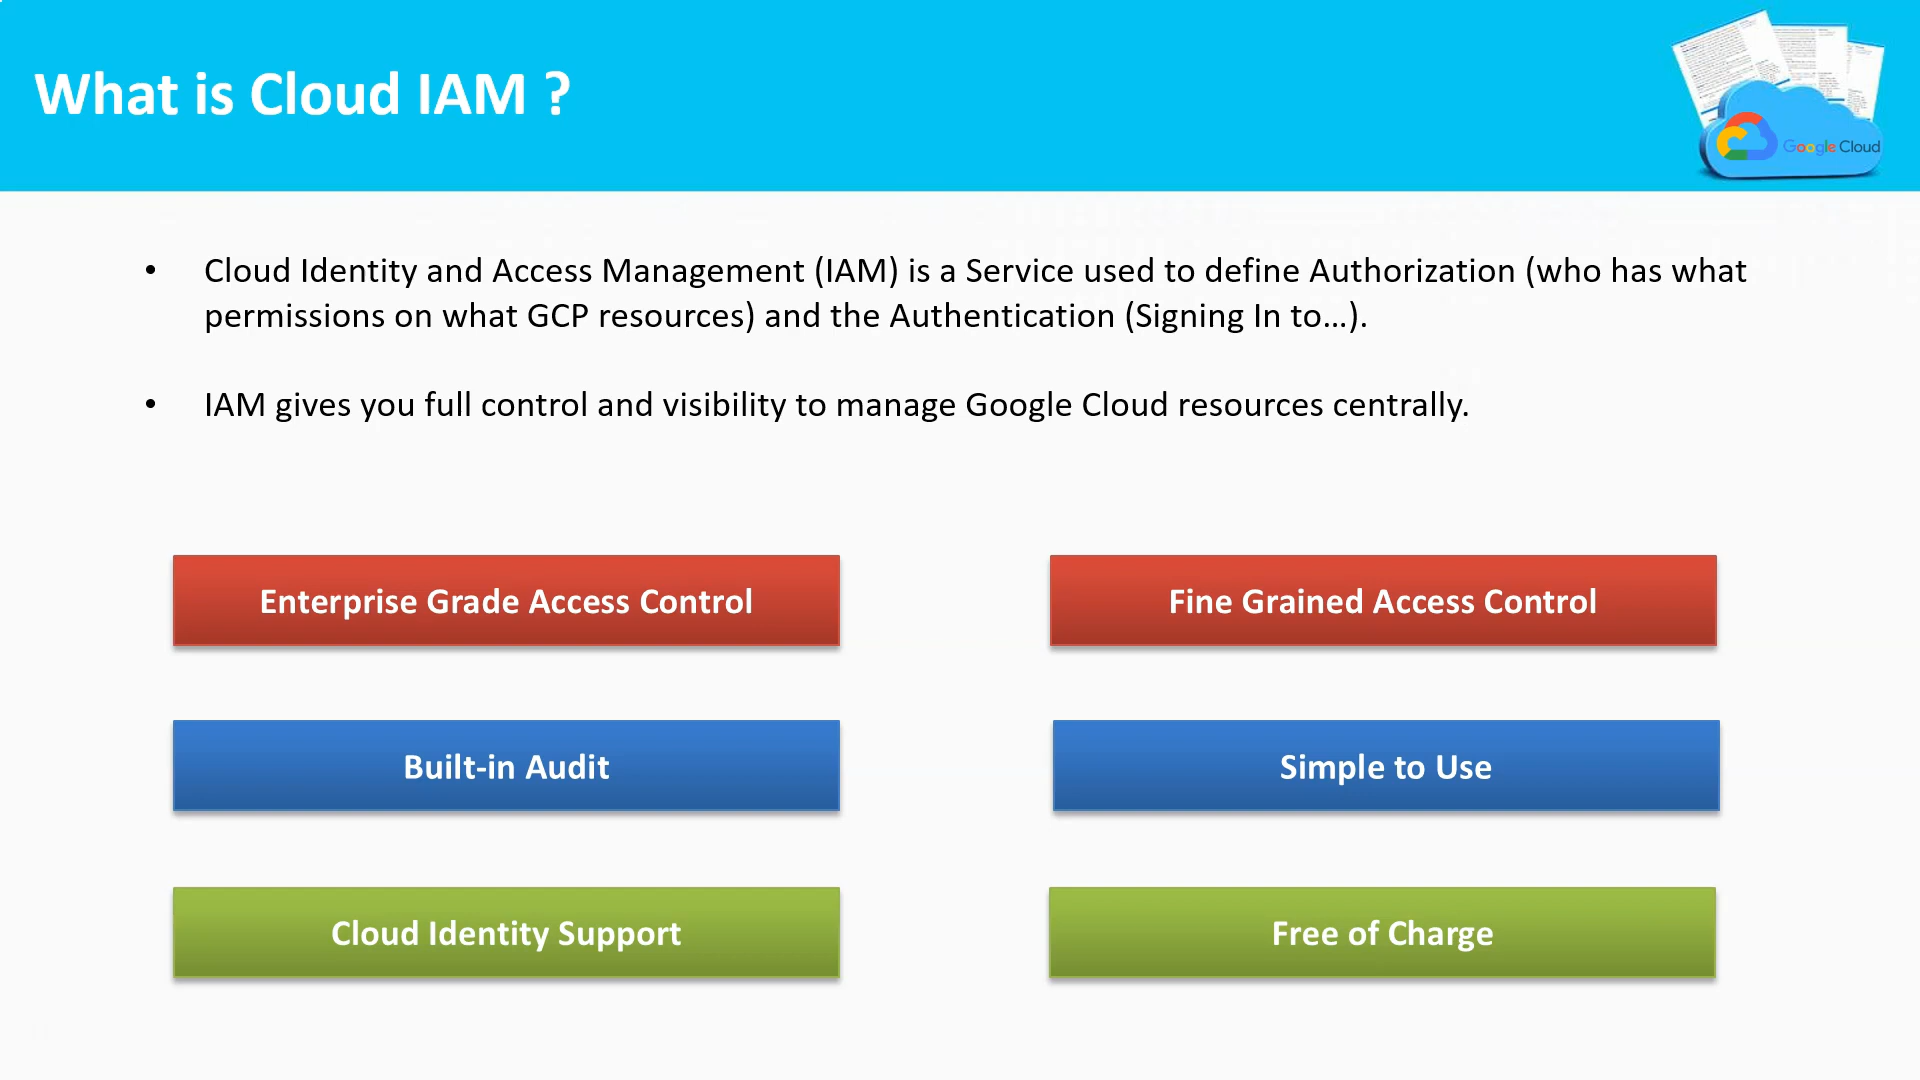 What is Cloud IAM ?
Google Cloud
• Cloud Identity and Access Management (IAM) is a Service used to define Authorization (who has what
permissions on what GCP resources) and the Authentication (Signing In to…).
• IAM gives you full control and visibility to manage Google Cloud resources centrally.
Enterprise Grade Access Control
Fine Grained Access Control
Built-in Audit
Simple to Use
Cloud Identity Support
Free of Charge